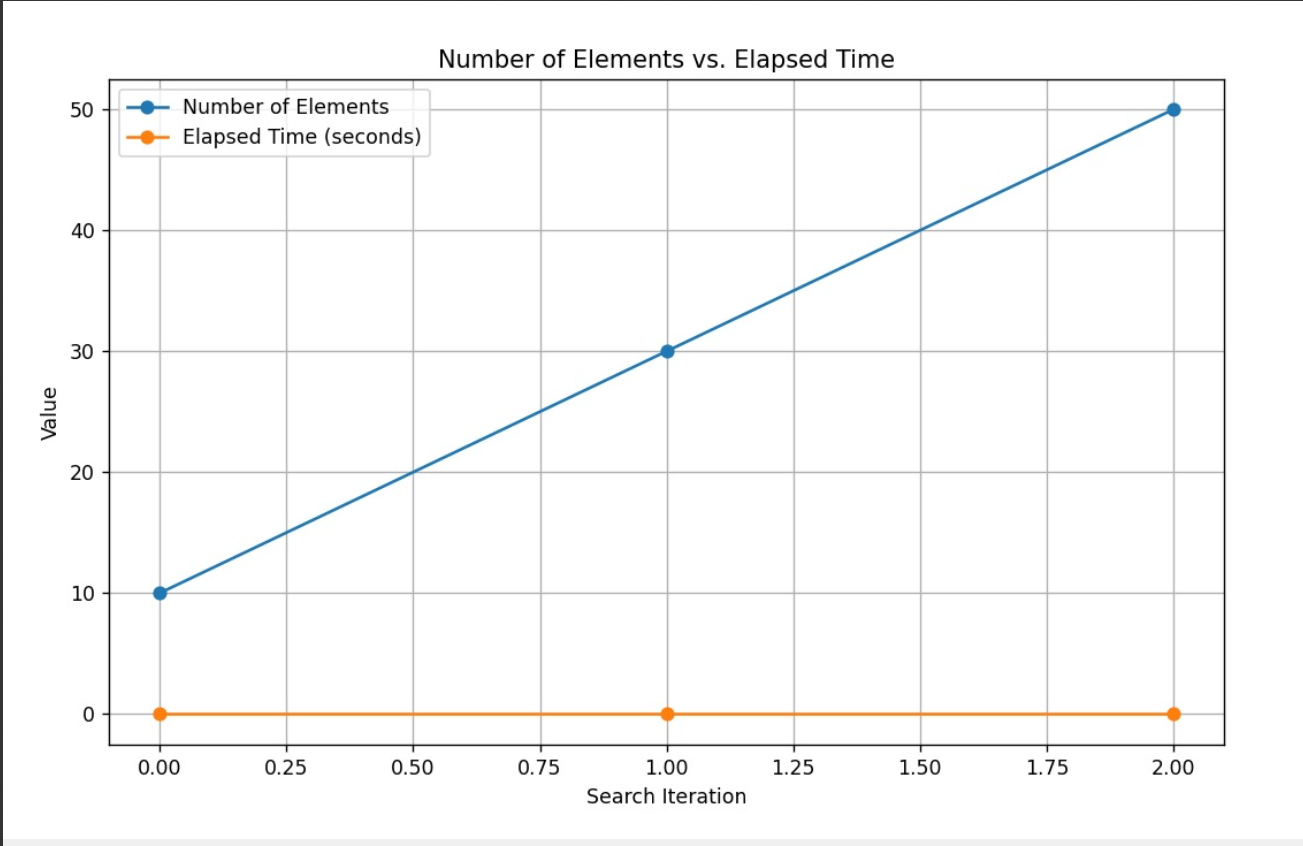 Number of Elements vs. Elapsed Time
Number of Elements
Elapsed Time (seconds)
50
40
30
20
10
0
Value
0.00 0.25 0.50 0.75 1.00 1.25 1.50 1.75 2.00
Search Iteration